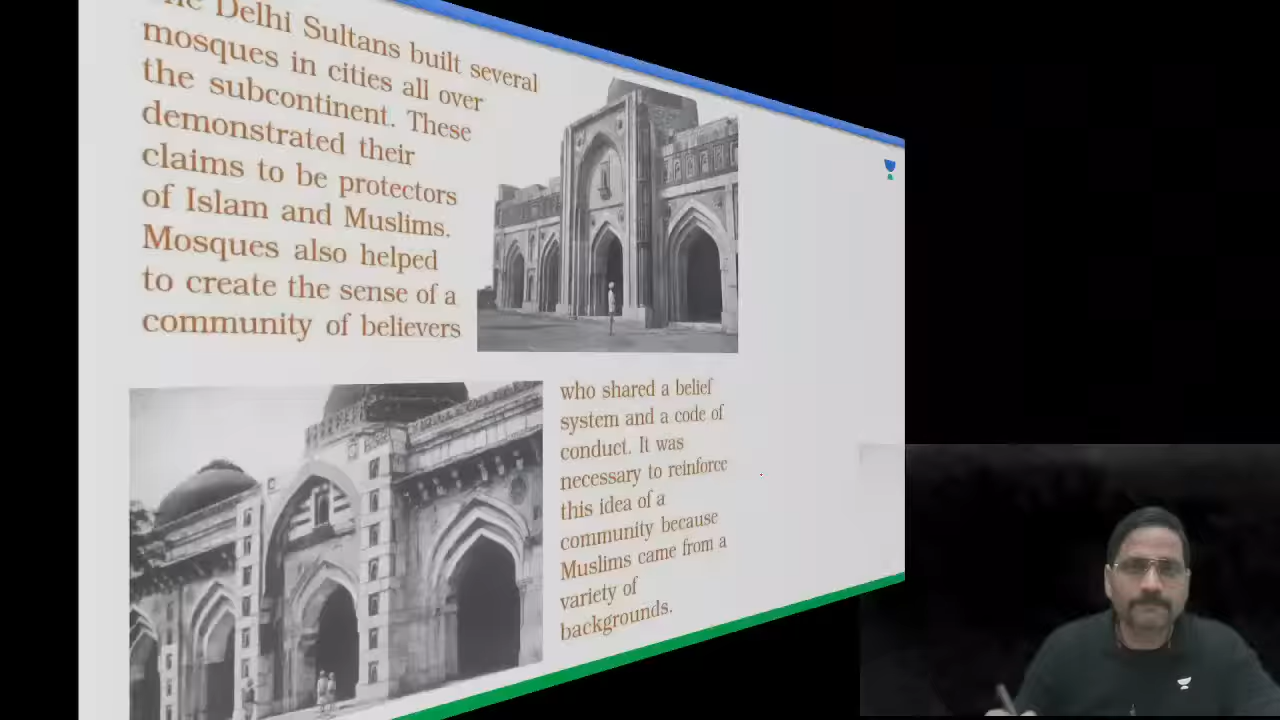 Delhi Sultans built several
mosques in cities all over
the subcontinent. These
demonstrated their
claims to be protectors
of Islam and Muslims.
Mosques also helped
to create the sense of a
community of believers
who shared a belief
system and a code of
conduct. It was
necessary to reinforce
this idea of a
community because
Muslims came from a
variety of
backgrounds.